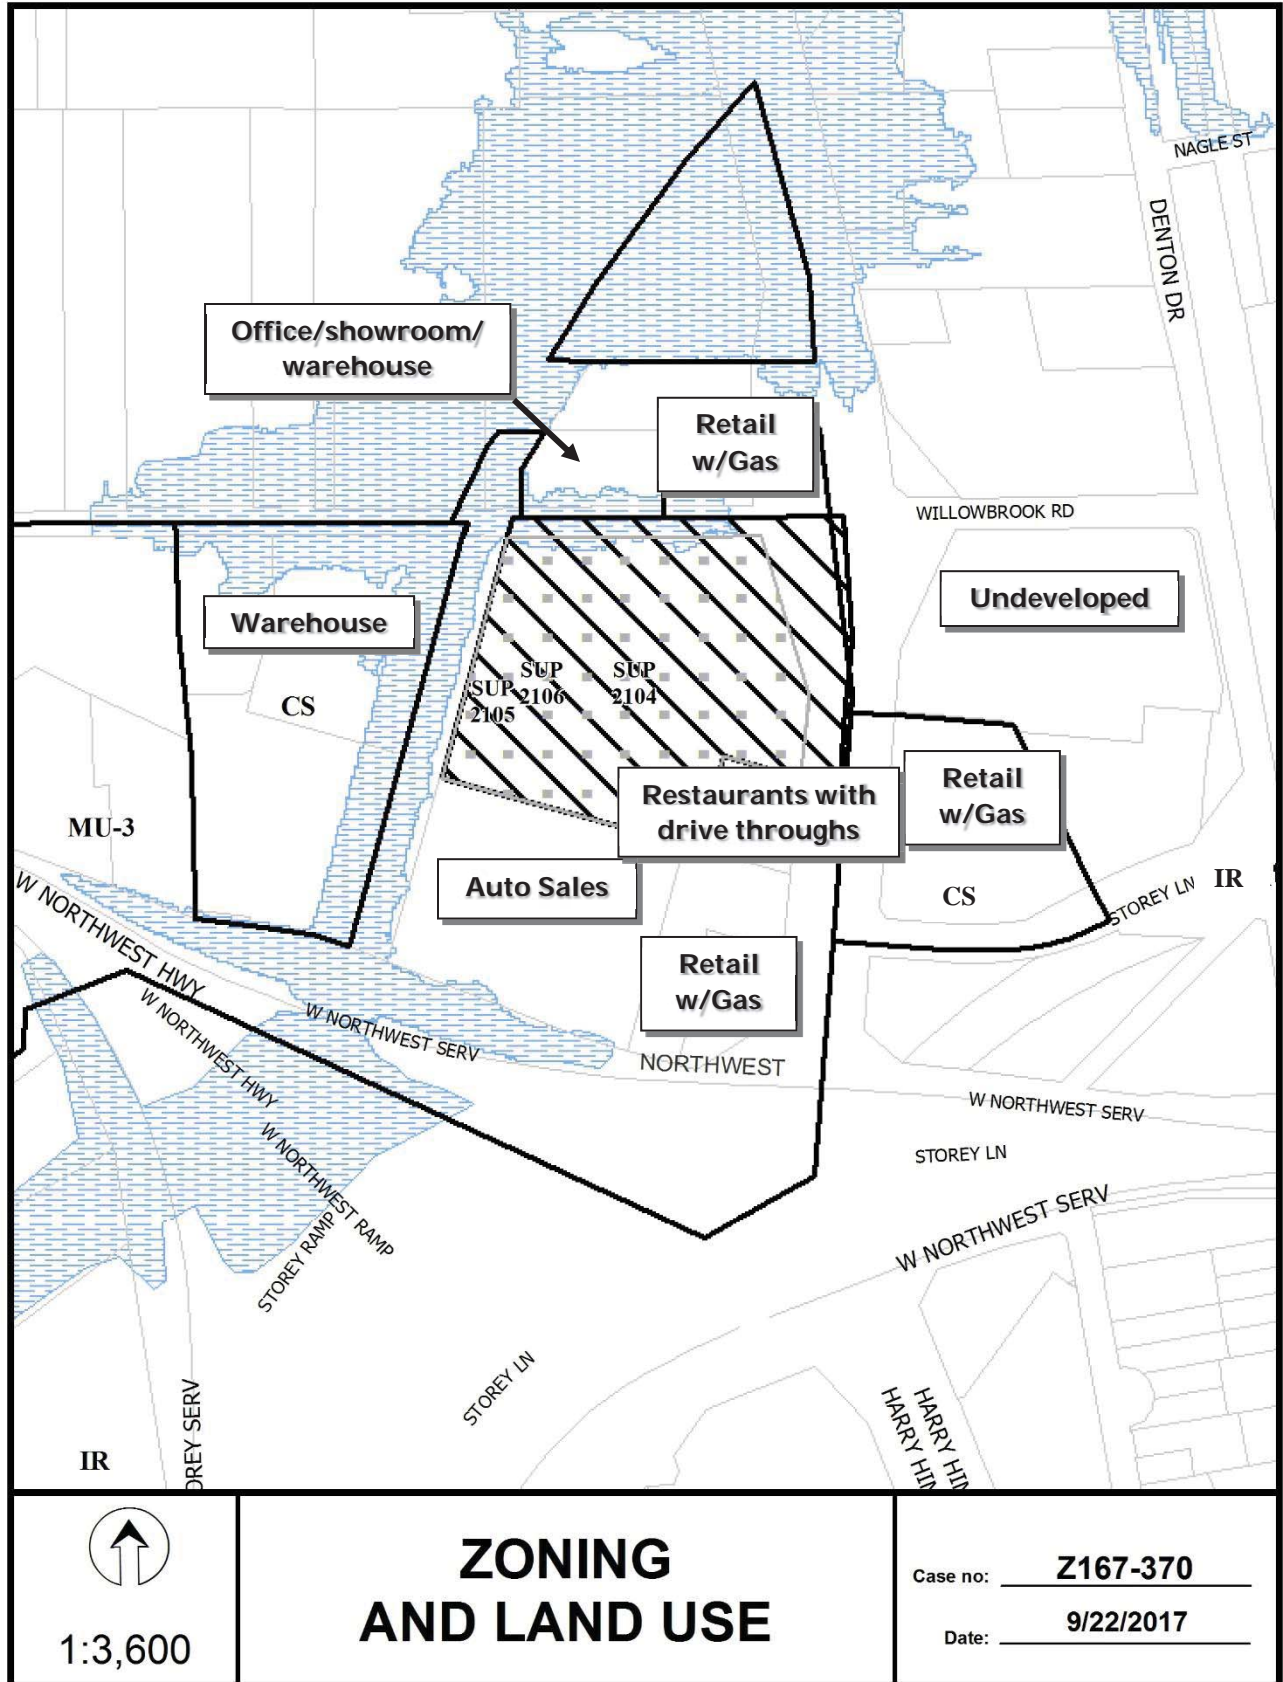 NAGLE ST
DENTON DR
Office/showroom/
warehouse
Retail
w/Gas
WILLOWBROOK RD
Undeveloped
Warehouse
SUP
2105
SUP
2106
SUP
2104
CS
Restaurants with
drive throughs
Retail
w/Gas
MU-3
Auto Sales
CS
IR
STOREY LN
W NORTHWEST HWY
Retail
w/Gas
W NORTHWEST HWY
W NORTHWEST SERV
NORTHWEST
W NORTHWEST SERV
W NORTHWEST RAMP
STOREY LN
STOREY RAMP
W NORTHWEST SERV
STOREY LN
OREY SERV
HARRY HIN
HARRY HIN
IR
1:3,600
ZONING
AND LAND USE
Case no: Z167-370
Date: 9/22/2017